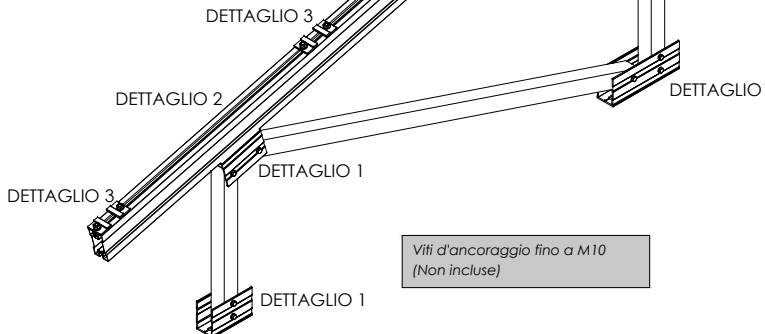 DETTAGLIO 3
DETTAGLIO
DETTAGLIO 2
DETTAGLIO 1
DETTAGLIO 3
Viti d'ancoraggio fino a M10
(Non incluse)
DETTAGLIO 1